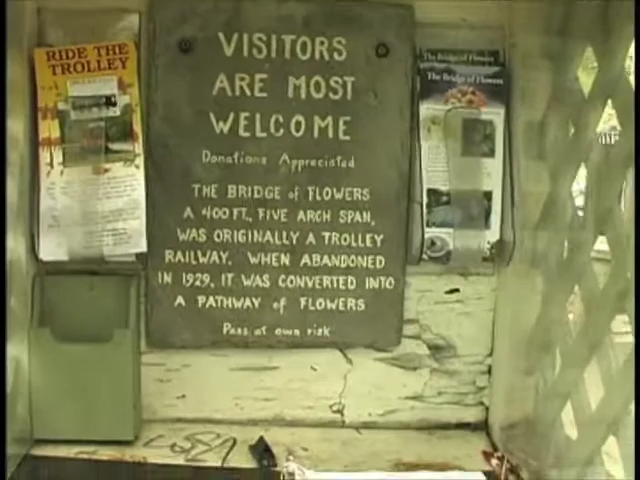 RIDE THE
TROLLEY
VISITORS
ARE MOST
WELCOME
Donations Appreciated
THE BRIDGE of FLOWERS
A 400 FT., FIVE ARCH SPAN,
WAS ORIGINALLY A TROLLEY
RAILWAY. WHEN ABANDONED
IN 1929, IT WAS CONVERTED INTO
A PATHWAY of FLOWERS
Pass at own risk
The Bridge of Flowers
The Bridge of Flowers